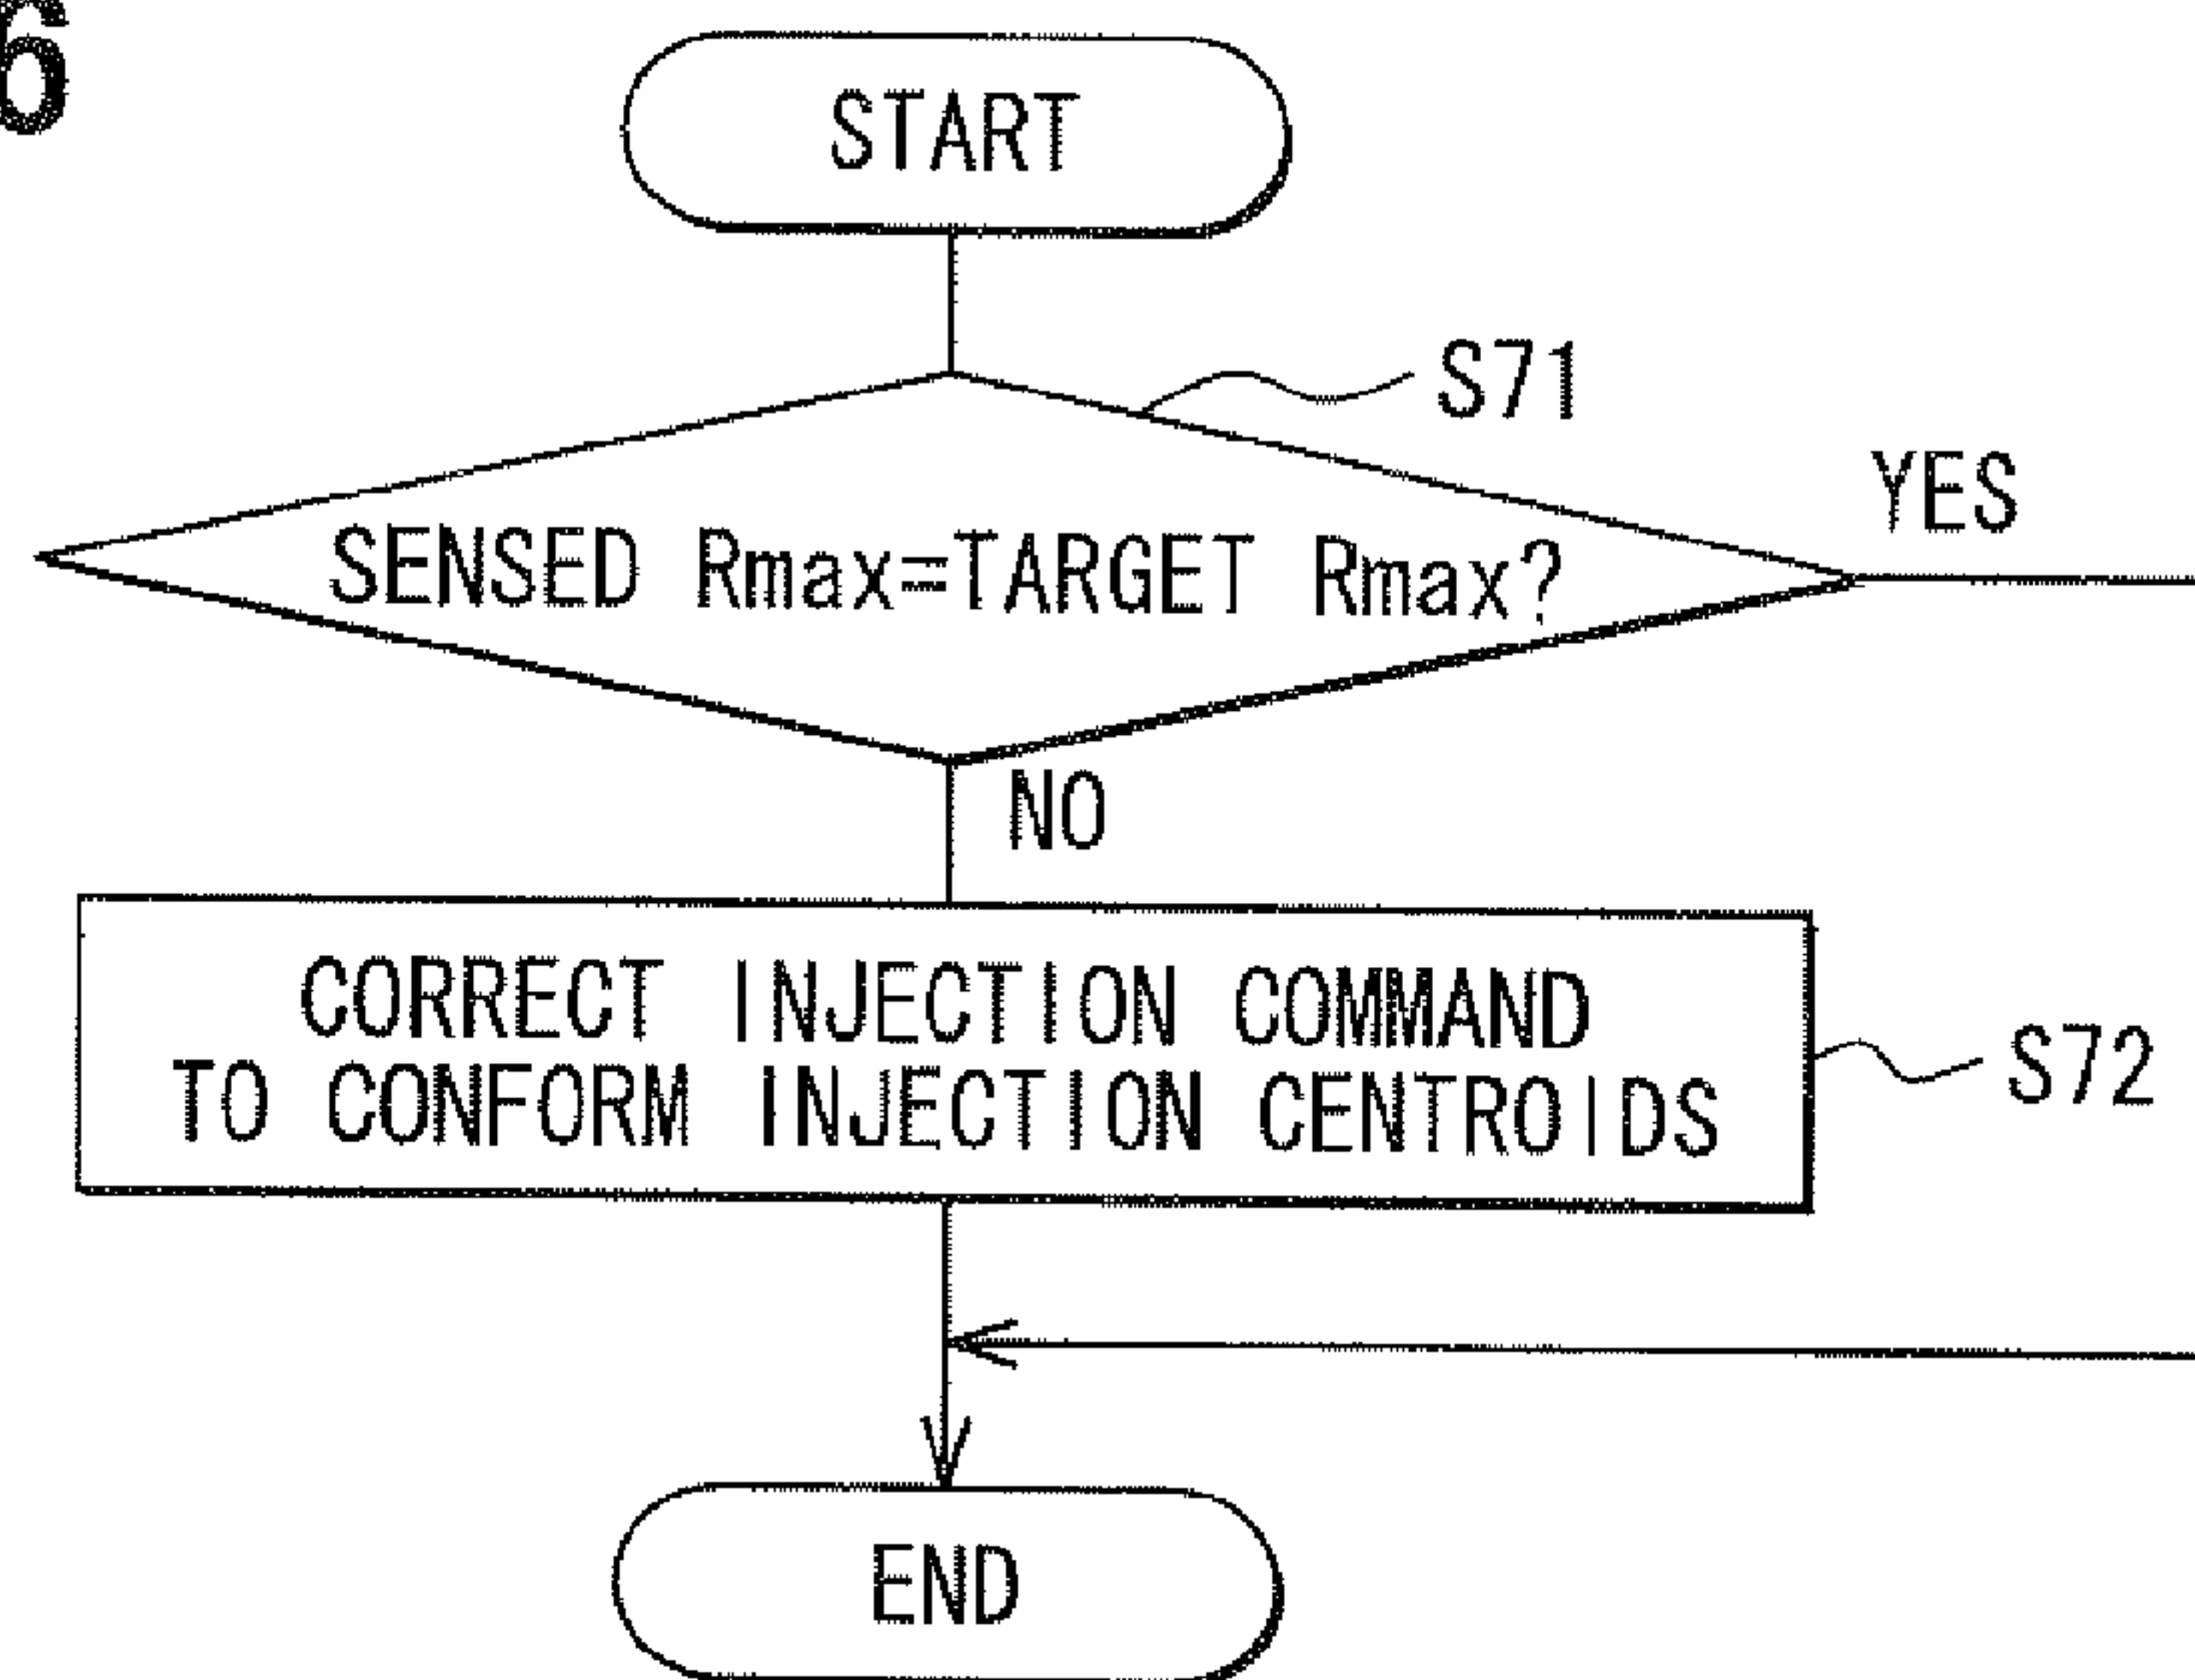 6
START
S71
YES
SENSED Rmax=TARGET Rmax?
NO
CORRECT INJECTION COMMAND
TO CONFORM INJECTION CENTROIDS
S72
END